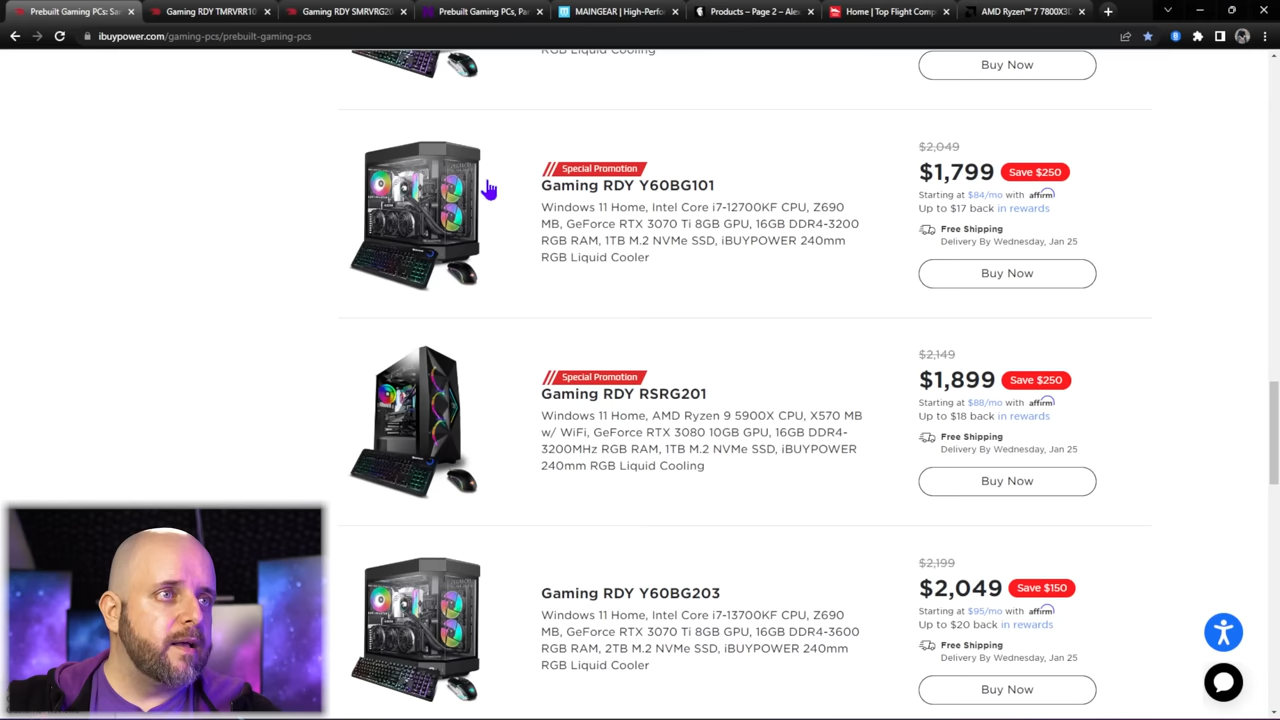 Prebuilt Gaming PCs: Sa
Gaming RDY TMRVRR10
Gaming RDY SMRVRG20
Prebuilt Gaming PCs, Pa
MAINGEAR | High-Perfo
Products – Page 2 – Ale
Home | Top Flight Comp
AMD Ryzen™ 7 7800X3D
ibuypower.com/gaming-pcs/prebuilt-gaming-pcs
RGB Liquid Cooling
Buy Now
Special Promotion
Gaming RDY Y60BG101
Windows 11 Home, Intel Core i7-12700KF CPU, Z690
MB, GeForce RTX 3070 Ti 8GB GPU, 16GB DDR4-3200
RGB RAM, 1TB M.2 NVMe SSD, iBUYPOWER 240mm
RGB Liquid Cooler
$2,049
$1,799 Save $250
Starting at $84/mo with affirm
Up to $17 back in rewards
Free Shipping
Delivery By Wednesday, Jan 25
Buy Now
Special Promotion
Gaming RDY RSRG201
Windows 11 Home, AMD Ryzen 9 5900X CPU, X570 MB
w/ WiFi, GeForce RTX 3080 10GB GPU, 16GB DDR4-
3200MHz RGB RAM, 1TB M.2 NVMe SSD, iBUYPOWER
240mm RGB Liquid Cooling
$2,149
$1,899 Save $250
Starting at $88/mo with affirm
Up to $18 back in rewards
Free Shipping
Delivery By Wednesday, Jan 25
Buy Now
Gaming RDY Y60BG203
Windows 11 Home, Intel Core i7-13700KF CPU, Z690
MB, GeForce RTX 3070 Ti 8GB GPU, 16GB DDR4-3600
RGB RAM, 2TB M.2 NVMe SSD, iBUYPOWER 240mm
RGB Liquid Cooler
$2,199
$2,049 Save $150
Starting at $95/mo with affirm
Up to $20 back in rewards
Free Shipping
Delivery By Wednesday, Jan 25
Buy Now